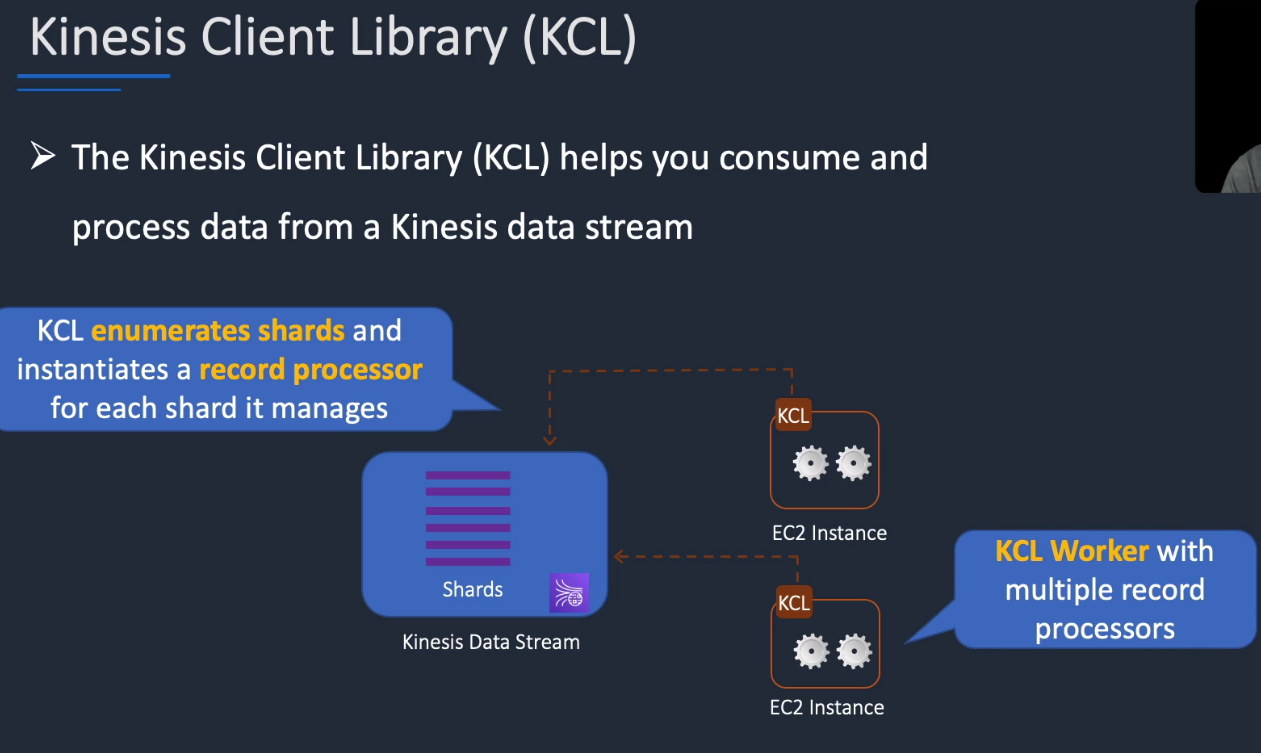 Kinesis Client Library (KCL)
➢ The Kinesis Client Library (KCL) helps you consume and
process data from a Kinesis data stream
KCL enumerates shards and
instantiates a record processor
for each shard it manages
KCL
EC2 Instance
Shards
Kinesis Data Stream
KCL
EC2 Instance
KCL Worker with
multiple record
processors